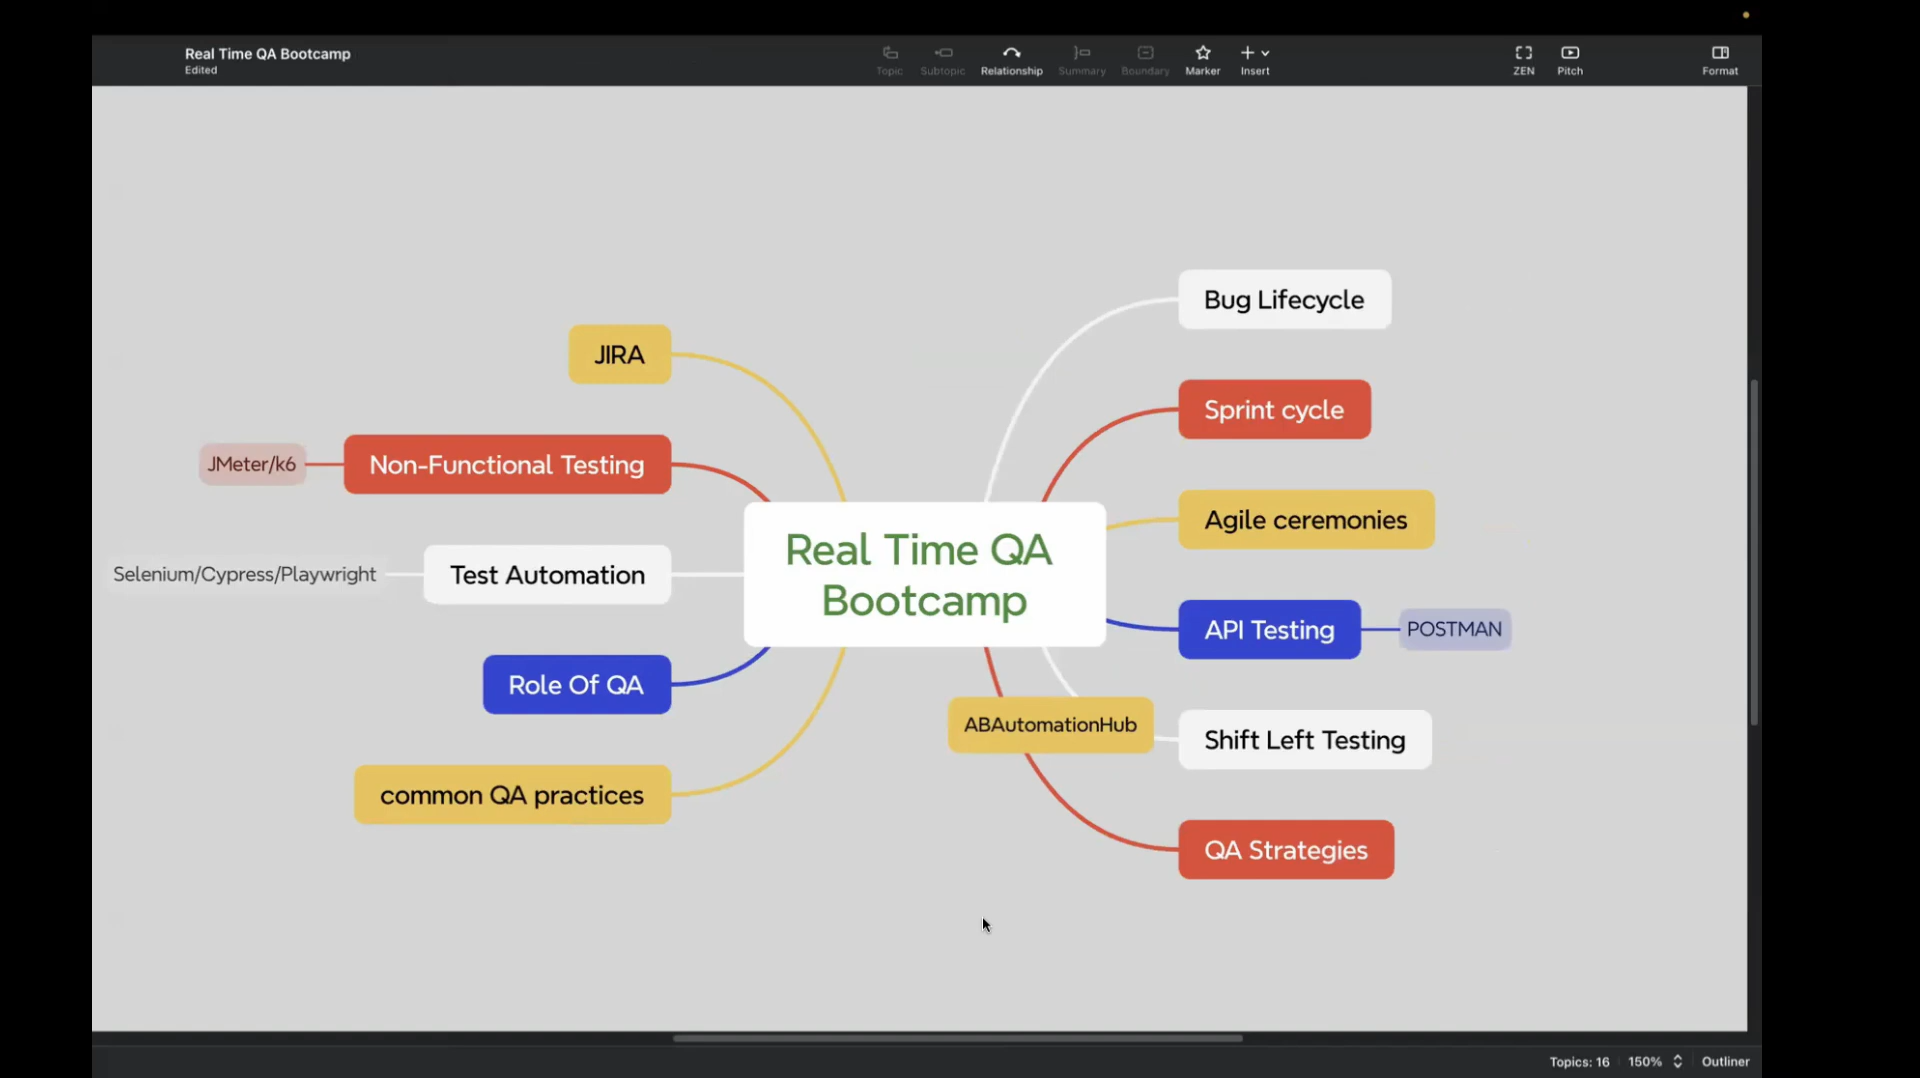 Real Time QA Bootcamp
Edited
Topic
Subtopic
Relationship
Summary
Boundary
Marker
Insert
ZEN
Pitch
Format
Bug Lifecycle
JIRA
Sprint cycle
JMeter/k6
Non-Functional Testing
Agile ceremonies
Real Time QA
Bootcamp
Selenium/Cypress/Playwright
Test Automation
API Testing
POSTMAN
Role Of QA
ABAutomationHub
Shift Left Testing
common QA practices
QA Strategies
Topics: 16
150%
Outliner